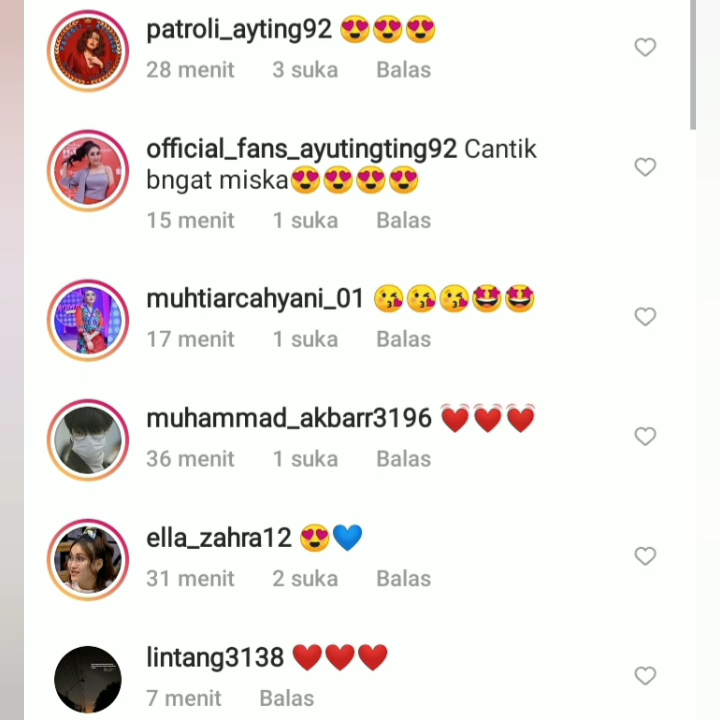 patroli_ayting92 😍😍😍
28 menit 3 suka Balas
official_fans_ayutingting92 Cantik
bngat miska😍😍😍😍
15 menit 1 suka Balas
muhtiarcahyani_01 😘😘😘🤩🤩
17 menit 1 suka Balas
muhammad_akbarr3196 💓💓💓
36 menit 1 suka Balas
ella_zahra12 😍💙
31 menit 2 suka Balas
lintang3138 ❤️❤️❤️
7 menit Balas